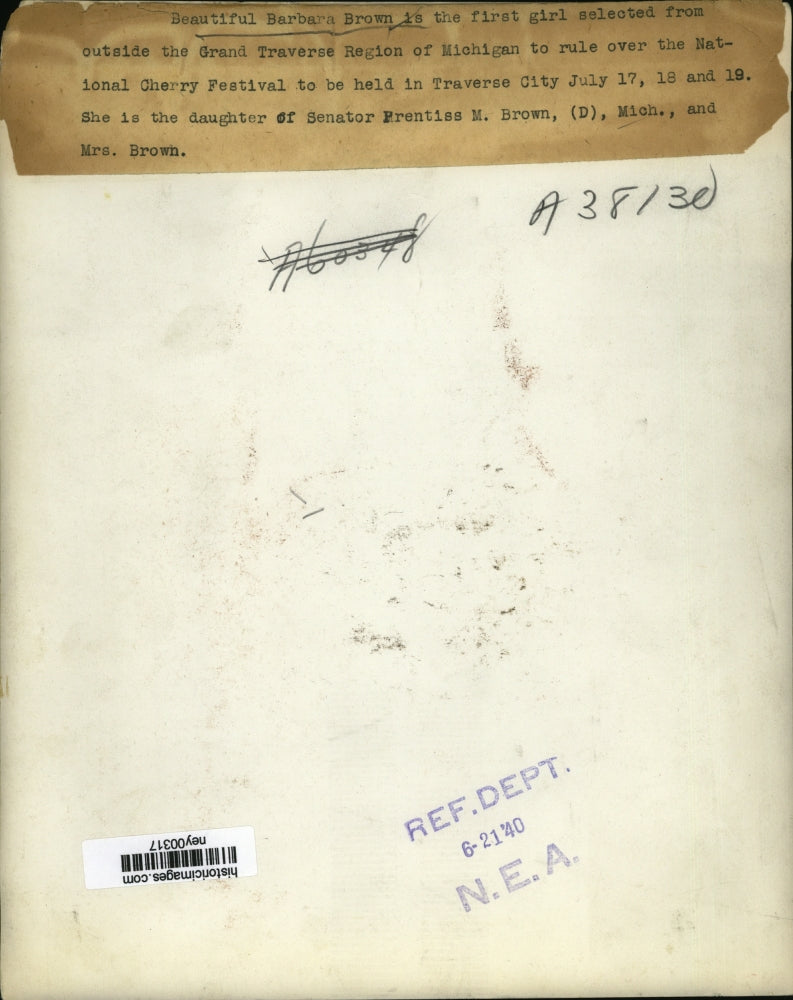 Beautiful Barbara Brown is the first girl selected from
outside the Grand Traverse Region of Michigan to rule over the Nat-
ional Cherry Festival to be held in Traverse City July 17, 18 and 19.
She is the daughter of Senator Prentiss M. Brown, (D), Mich., and
Mrs. Brown.
A38130
REF.DEPT.
6-21'40
N.E.A.
historicimages.com
ney00317